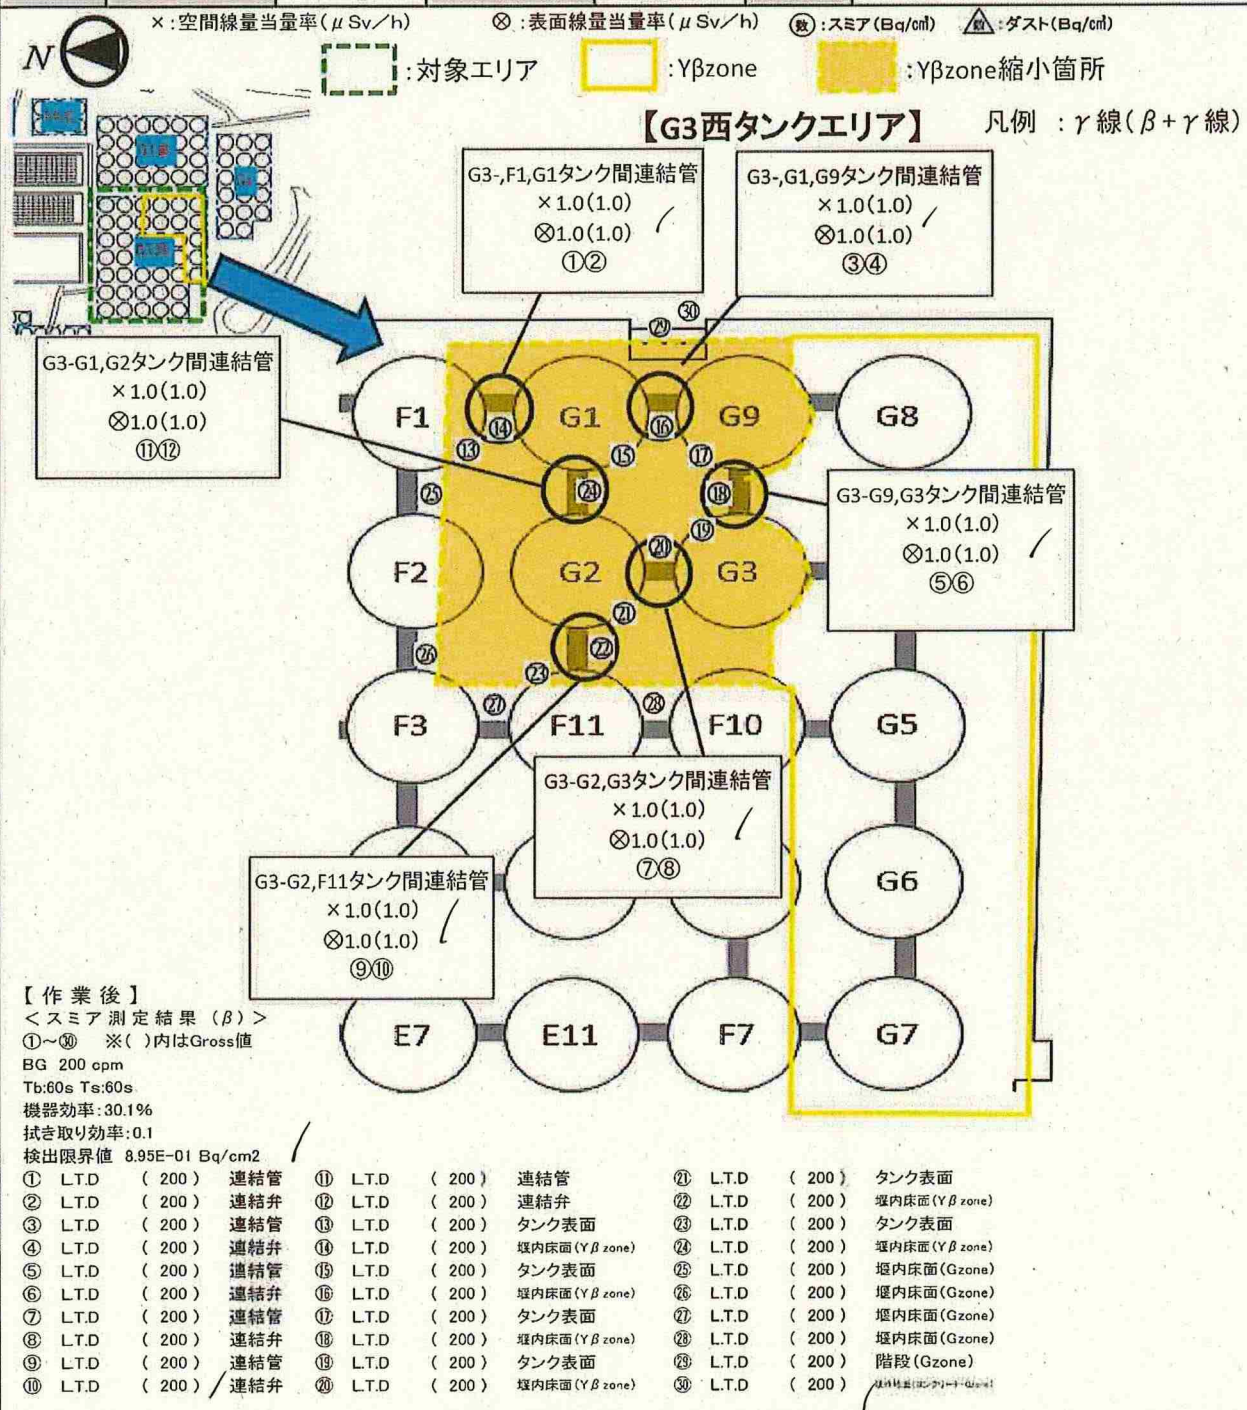 ×:空間線量当量率(μSv/h) ⊗:表面線量当量率(μSv/h) (数):スミア(Bq/c㎡) △数:ダスト(Bq/c㎡)
N
:対象エリア :Yβzone :Yβzone縮小箇所
【G3西タンクエリア】 凡例 :γ線(β+γ線)
G3-,F1,G1タンク間連結管
×1.0(1.0)
⊗1.0(1.0)
①②
G3-,G1,G9タンク間連結管
×1.0(1.0)
⊗1.0(1.0)
③④
G3-G1,G2タンク間連結管
×1.0(1.0)
⊗1.0(1.0)
⑪⑫
㉙ ㉚
F1 ⑭ G1 ⑯ G9 G8
⑬ ⑮ ⑰
㉕ ㉔ ⑱
G3-G9,G3タンク間連結管
×1.0(1.0)
⊗1.0(1.0)
⑤⑥
⑲
F2 G2 ⑳ G3
㉑
㉖ ㉓ ㉒
㉗ ㉘
F3 F11 F10 G5
G3-G2,G3タンク間連結管
×1.0(1.0)
⊗1.0(1.0)
⑦⑧
G3-G2,F11タンク間連結管
×1.0(1.0)
⊗1.0(1.0)
⑨⑩
G6
E7 E11 F7 G7
【作業後】
<スミア測定結果(β)>
①~㉚ ※( )内はGross値
BG 200 cpm
Tb:60s Ts:60s
機器効率:30.1%
拭き取り効率:0.1
検出限界値 8.95E-01 Bq/cm2
① L.T.D ( 200 ) 連結管 ⑪ L.T.D ( 200 ) 連結管 ㉑ L.T.D ( 200 ) タンク表面
② L.T.D ( 200 ) 連結弁 ⑫ L.T.D ( 200 ) 連結弁 ㉒ L.T.D ( 200 ) 堰内床面(Yβzone)
③ L.T.D ( 200 ) 連結管 ⑬ L.T.D ( 200 ) タンク表面 ㉓ L.T.D ( 200 ) タンク表面
④ L.T.D ( 200 ) 連結弁 ⑭ L.T.D ( 200 ) 堰内床面(Yβzone) ㉔ L.T.D ( 200 ) 堰内床面(Yβzone)
⑤ L.T.D ( 200 ) 連結管 ⑮ L.T.D ( 200 ) タンク表面 ㉕ L.T.D ( 200 ) 堰内床面(Gzone)
⑥ L.T.D ( 200 ) 連結弁 ⑯ L.T.D ( 200 ) 堰内床面(Yβzone) ㉖ L.T.D ( 200 ) 堰内床面(Gzone)
⑦ L.T.D ( 200 ) 連結管 ⑰ L.T.D ( 200 ) タンク表面 ㉗ L.T.D ( 200 ) 堰内床面(Gzone)
⑧ L.T.D ( 200 ) 連結弁 ⑱ L.T.D ( 200 ) 堰内床面(Yβzone) ㉘ L.T.D ( 200 ) 堰内床面(Gzone)
⑨ L.T.D ( 200 ) 連結管 ⑲ L.T.D ( 200 ) タンク表面 ㉙ L.T.D ( 200 ) 階段(Gzone)
⑩ L.T.D ( 200 ) 連結弁 ⑳ L.T.D ( 200 ) 堰内床面(Yβzone) ㉚ L.T.D ( 200 )